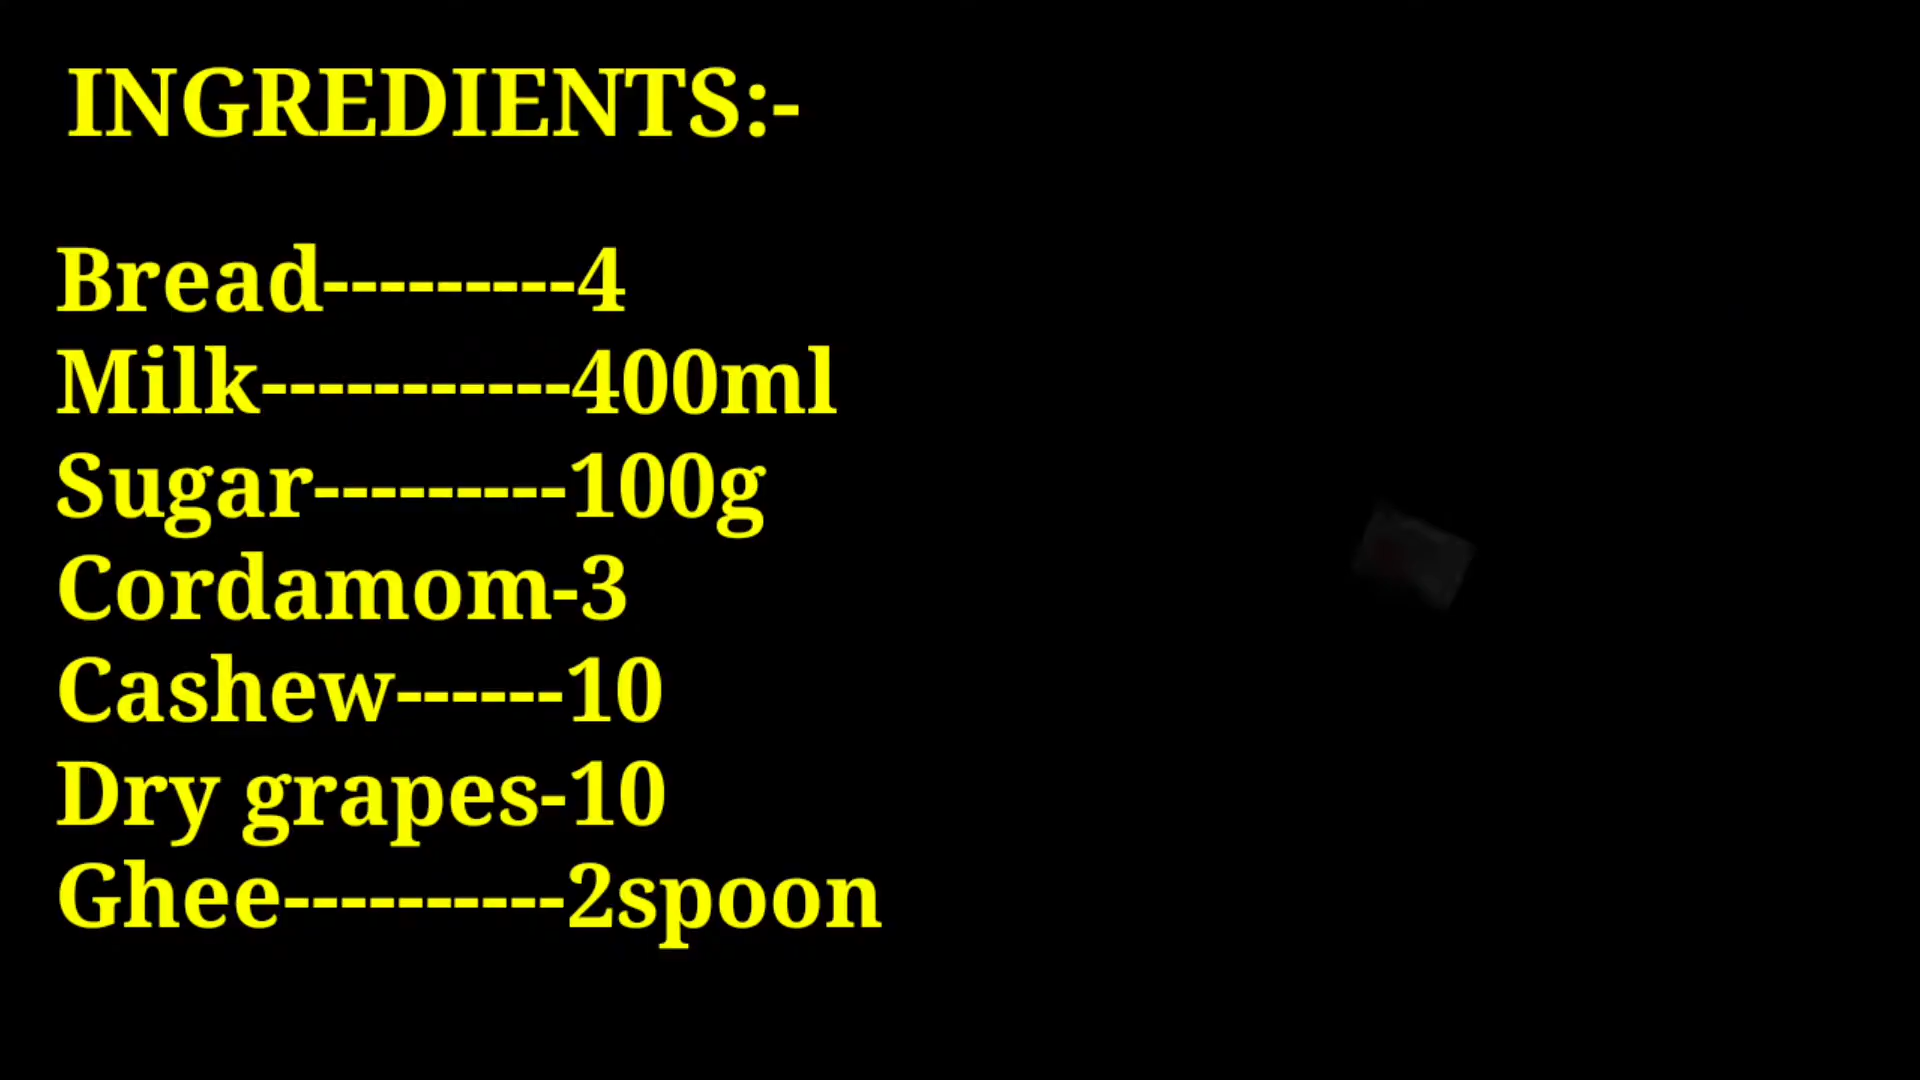 INGREDIENTS:-
Bread---------4
Milk-----------400ml
Sugar---------100g
Cordamom-3
Cashew------10
Dry grapes-10
Ghee----------2spoon